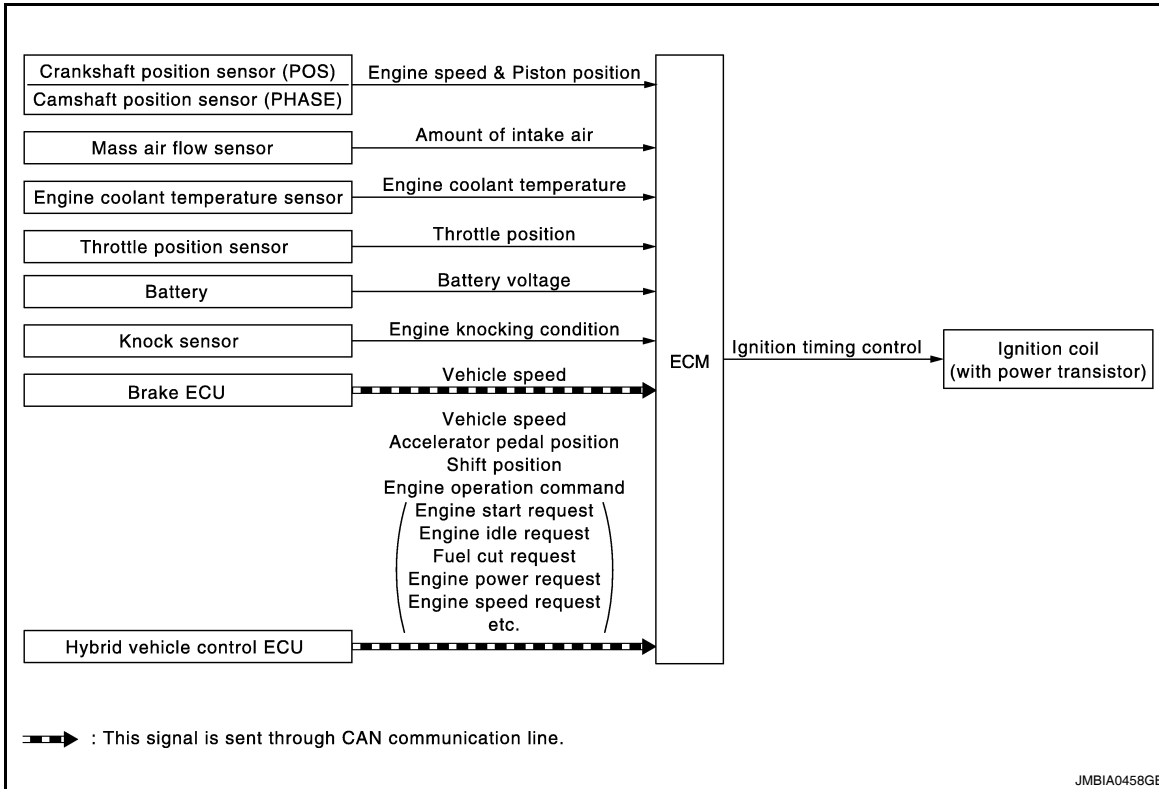 Crankshaft position sensor (POS)
Camshaft position sensor (PHASE)
Engine speed & Piston position
Mass air flow sensor
Amount of intake air
Engine coolant temperature sensor
Engine coolant temperature
Throttle position sensor
Throttle position
Battery
Battery voltage
Knock sensor
Engine knocking condition
Brake ECU
Vehicle speed
Vehicle speed
Accelerator pedal position
Shift position
Engine operation command
Engine start request
Engine idle request
Fuel cut request
Engine power request
Engine speed request
etc.
Hybrid vehicle control ECU
ECM
Ignition timing control
Ignition coil
(with power transistor)
: This signal is sent through CAN communication line.
JMBIA0458GB